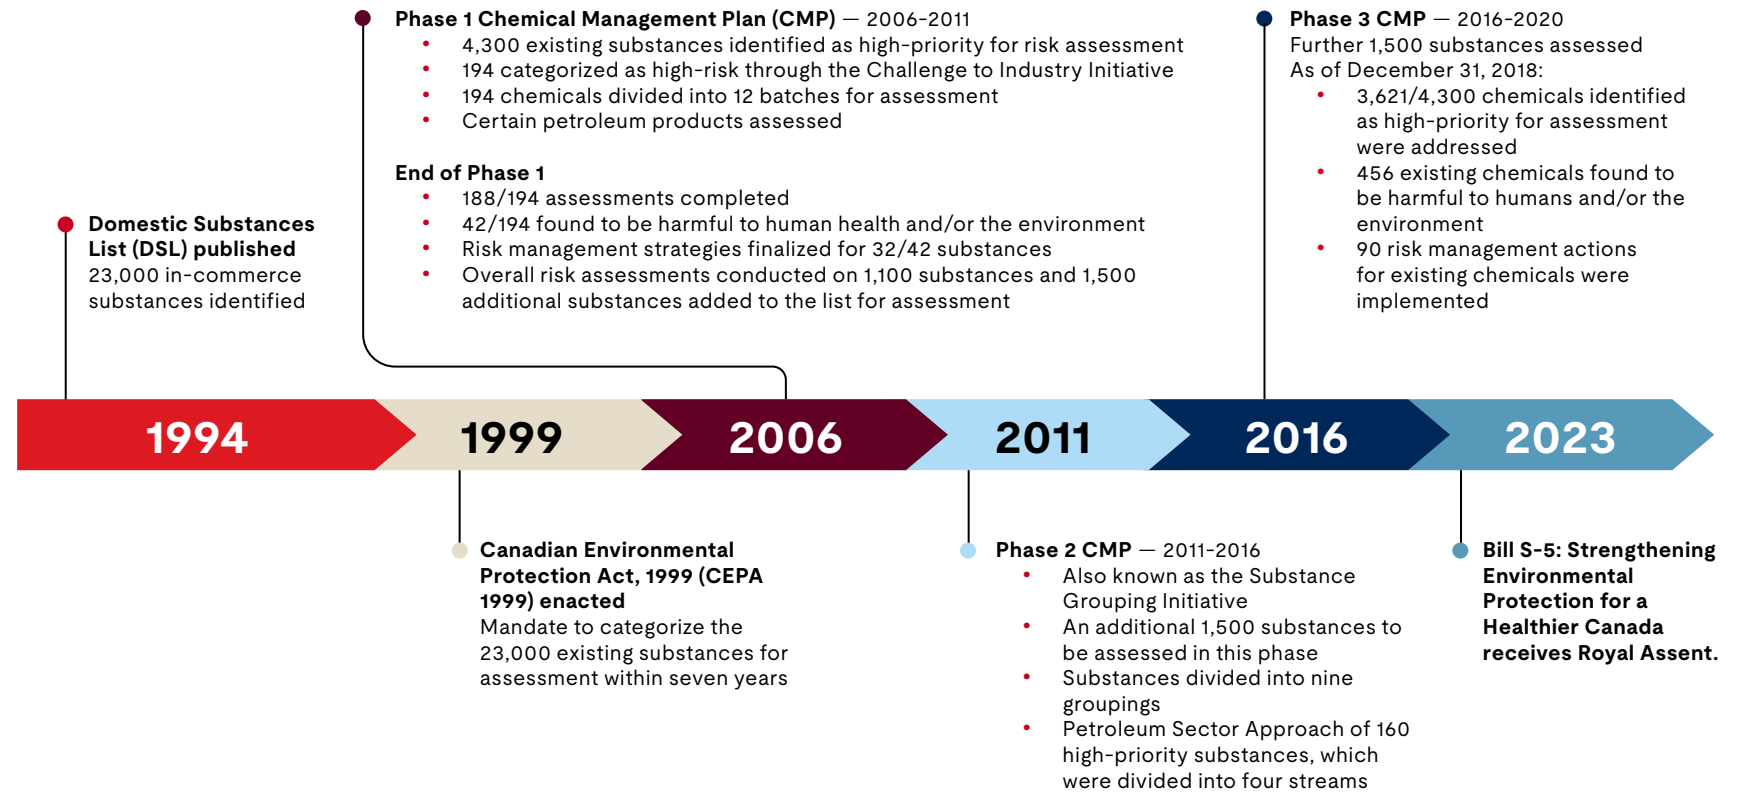 Phase 1 Chemical Management Plan (CMP) — 2006-2011
• 4,300 existing substances identified as high-priority for risk assessment
• 194 categorized as high-risk through the Challenge to Industry Initiative
• 194 chemicals divided into 12 batches for assessment
• Certain petroleum products assessed
End of Phase 1
• 188/194 assessments completed
• 42/194 found to be harmful to human health and/or the environment
• Risk management strategies finalized for 32/42 substances
• Overall risk assessments conducted on 1,100 substances and 1,500
additional substances added to the list for assessment
Phase 3 CMP — 2016-2020
Further 1,500 substances assessed
As of December 31, 2018:
• 3,621/4,300 chemicals identified
as high-priority for assessment
were addressed
• 456 existing chemicals found to
be harmful to humans and/or the
environment
• 90 risk management actions
for existing chemicals were
implemented
Domestic Substances
List (DSL) published
23,000 in-commerce
substances identified
1994
1999
2006
2011
2016
2023
Canadian Environmental
Protection Act, 1999 (CEPA
1999) enacted
Mandate to categorize the
23,000 existing substances for
assessment within seven years
Phase 2 CMP — 2011-2016
• Also known as the Substance
Grouping Initiative
• An additional 1,500 substances to
be assessed in this phase
• Substances divided into nine
groupings
• Petroleum Sector Approach of 160
high-priority substances, which
were divided into four streams
Bill S-5: Strengthening
Environmental
Protection for a
Healthier Canada
receives Royal Assent.